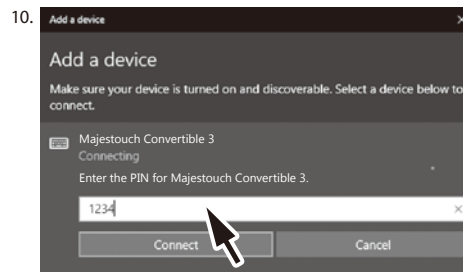 10.
Add a device
Add a device
Make sure your device is turned on and discoverable. Select a device below to
connect.
Majestouch Convertible 3
Connecting
Enter the PIN for Majestouch Convertible 3.
1234
Connect
Cancel